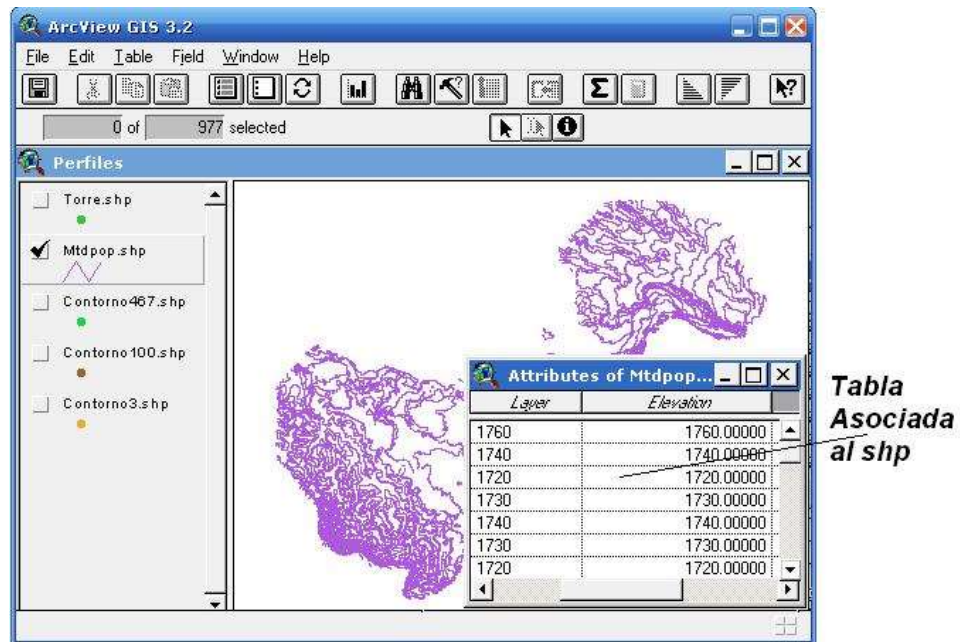 ArcView GIS 3.2
File Edit Table Field Window Help
0 of 977 selected
Perfiles
Torre.shp
Mtdpop.shp
Contorno467.shp
Contorno100.shp
Contorno3.shp
Attributes of Mtdpop...
Layer Elevation
1760 1760.00000
1740 1740.00000
1720 1720.00000
1730 1730.00000
1740 1740.00000
1730 1730.00000
1720 1720.00000
Tabla
Asociada
al shp